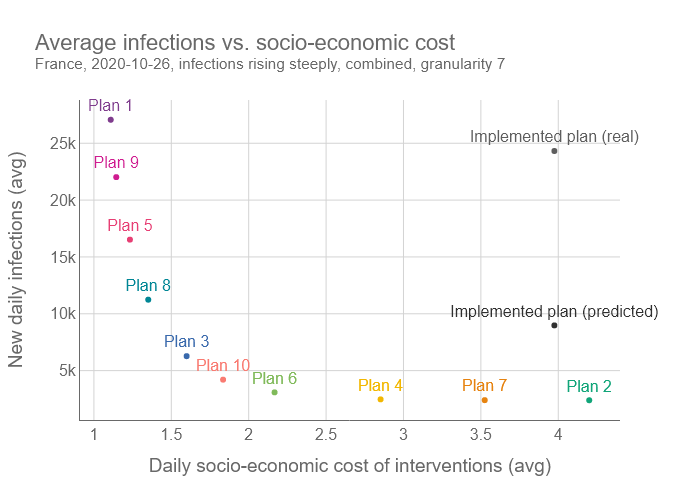 Average infections vs. socio-economic cost
France, 2020-10-26, infections rising steeply, combined, granularity 7
New daily infections (avg)
25k
20k
15k
10k
5k
Plan 1
Implemented plan (real)
Plan 9
Plan 5
Plan 8
Implemented plan (predicted)
Plan 3
Plan 10
Plan 6
Plan 4
Plan 7
Plan 2
1
1.5
2
2.5
3
3.5
4
Daily socio-economic cost of interventions (avg)